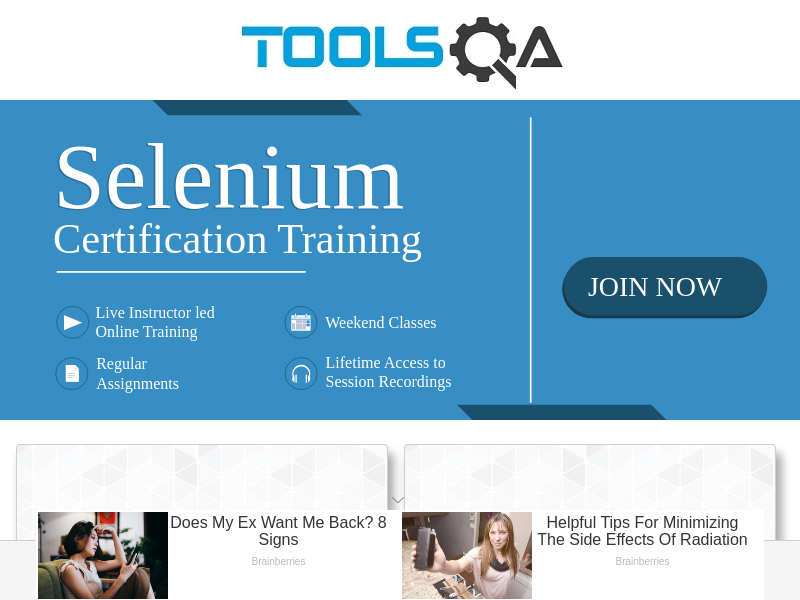 TOOLSQA
Selenium
Certification Training
JOIN NOW
Live Instructor led
Online Training
Weekend Classes
Regular
Assignments
Lifetime Access to
Session Recordings
Does My Ex Want Me Back? 8
Signs
Brainberries
Helpful Tips For Minimizing
The Side Effects Of Radiation
Brainberries